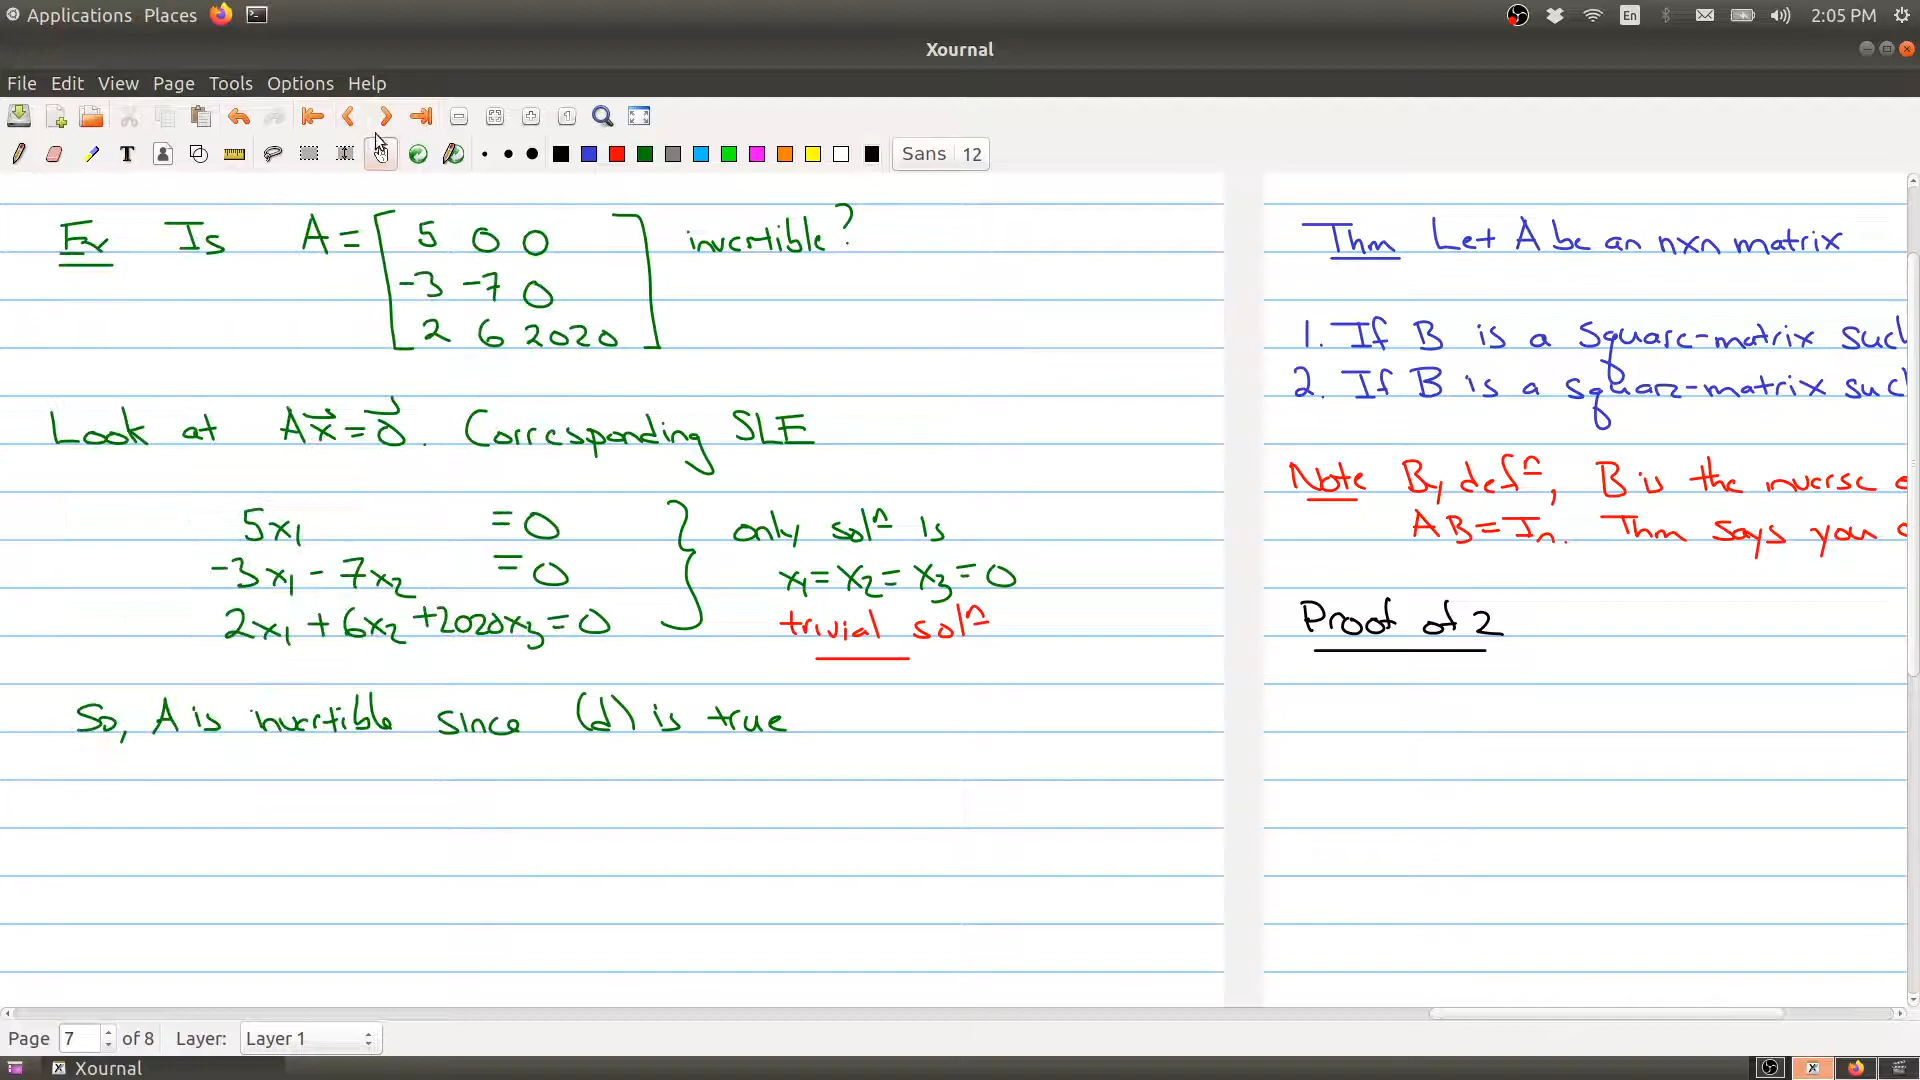 Applications Places En 2:05 PM
Xournal
File Edit View Page Tools Options Help
Sans 12
Ex Is A = [ 5 0 0 invertible?
-3 -7 0
2 6 2020 ]
Look at Ax⃗ = 0⃗. Corresponding SLE
5x₁ = 0 } only solⁿ is
-3x₁ - 7x₂ = 0 x₁ = x₂ = x₃ = 0
2x₁ + 6x₂ + 2020x₃ = 0 trivial solⁿ
So, A is invertible since (d) is true
Thm Let A be an nxn matrix
1. If B is a square-matrix suc
2. If B is a square-matrix suc
Note By defⁿ, B is the inverse
AB = Iₙ. Thm says you
Proof of 2
Page 7 of 8 Layer: Layer 1
Xournal